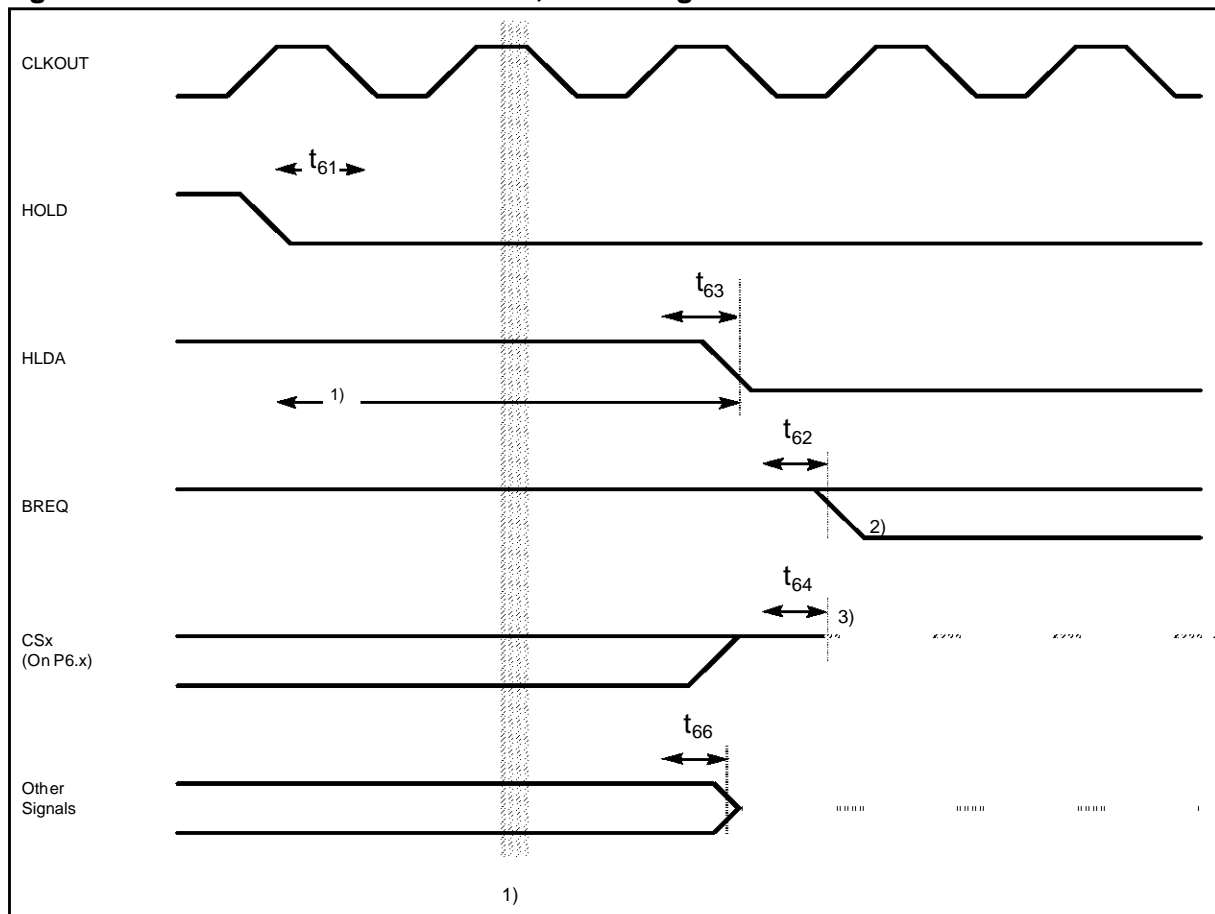 CLKOUT
t61
HOLD
t63
HLDA
1)
t62
BREQ
2)
t64
3)
CSx
(On P6.x)
t66
Other
Signals
1)